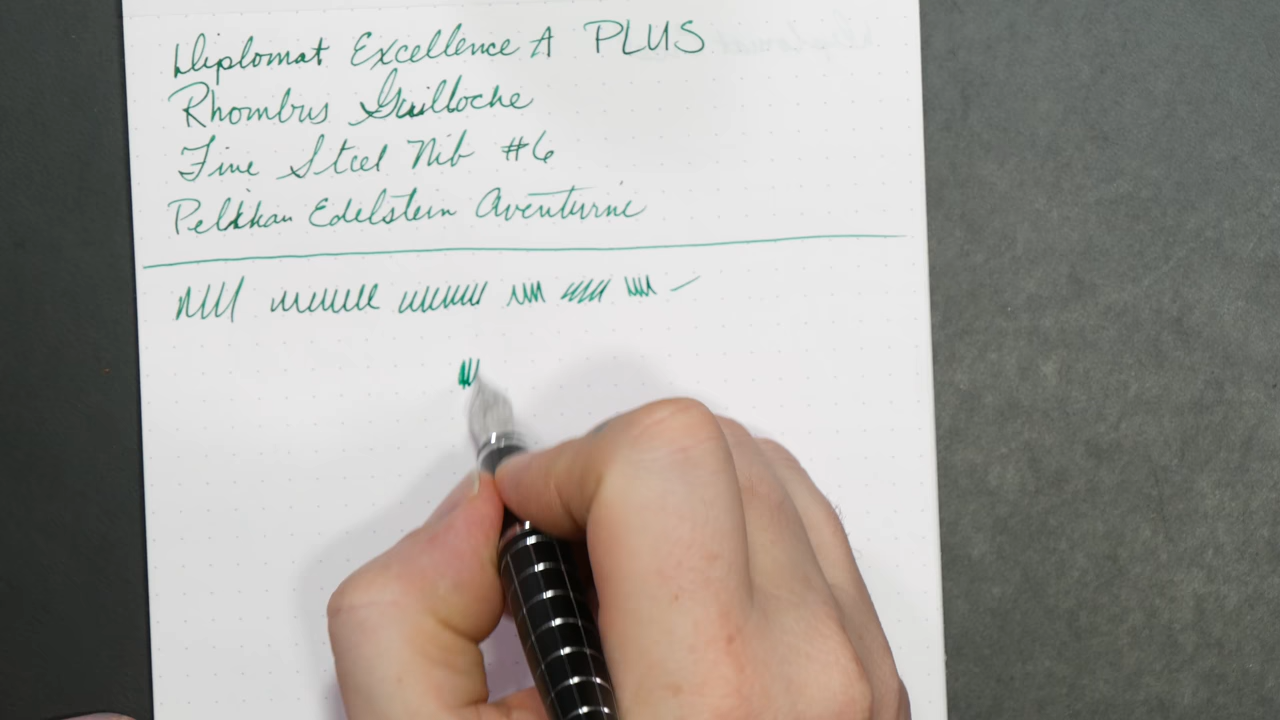 Diplomat Excellence A PLUS
Rhombus Guilloche
Fine Steel Nib #6
Pelikan Edelstein Aventurine